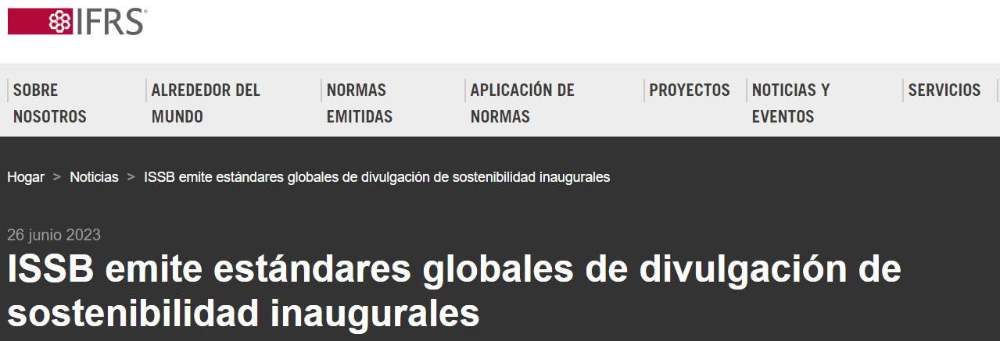 IFRS®
SOBRE NOSOTROS
ALREDEDOR DEL MUNDO
NORMAS EMITIDAS
APLICACIÓN DE NORMAS
PROYECTOS
NOTICIAS Y EVENTOS
SERVICIOS
Hogar > Noticias > ISSB emite estándares globales de divulgación de sostenibilidad inaugurales
26 junio 2023
ISSB emite estándares globales de divulgación de
sostenibilidad inaugurales